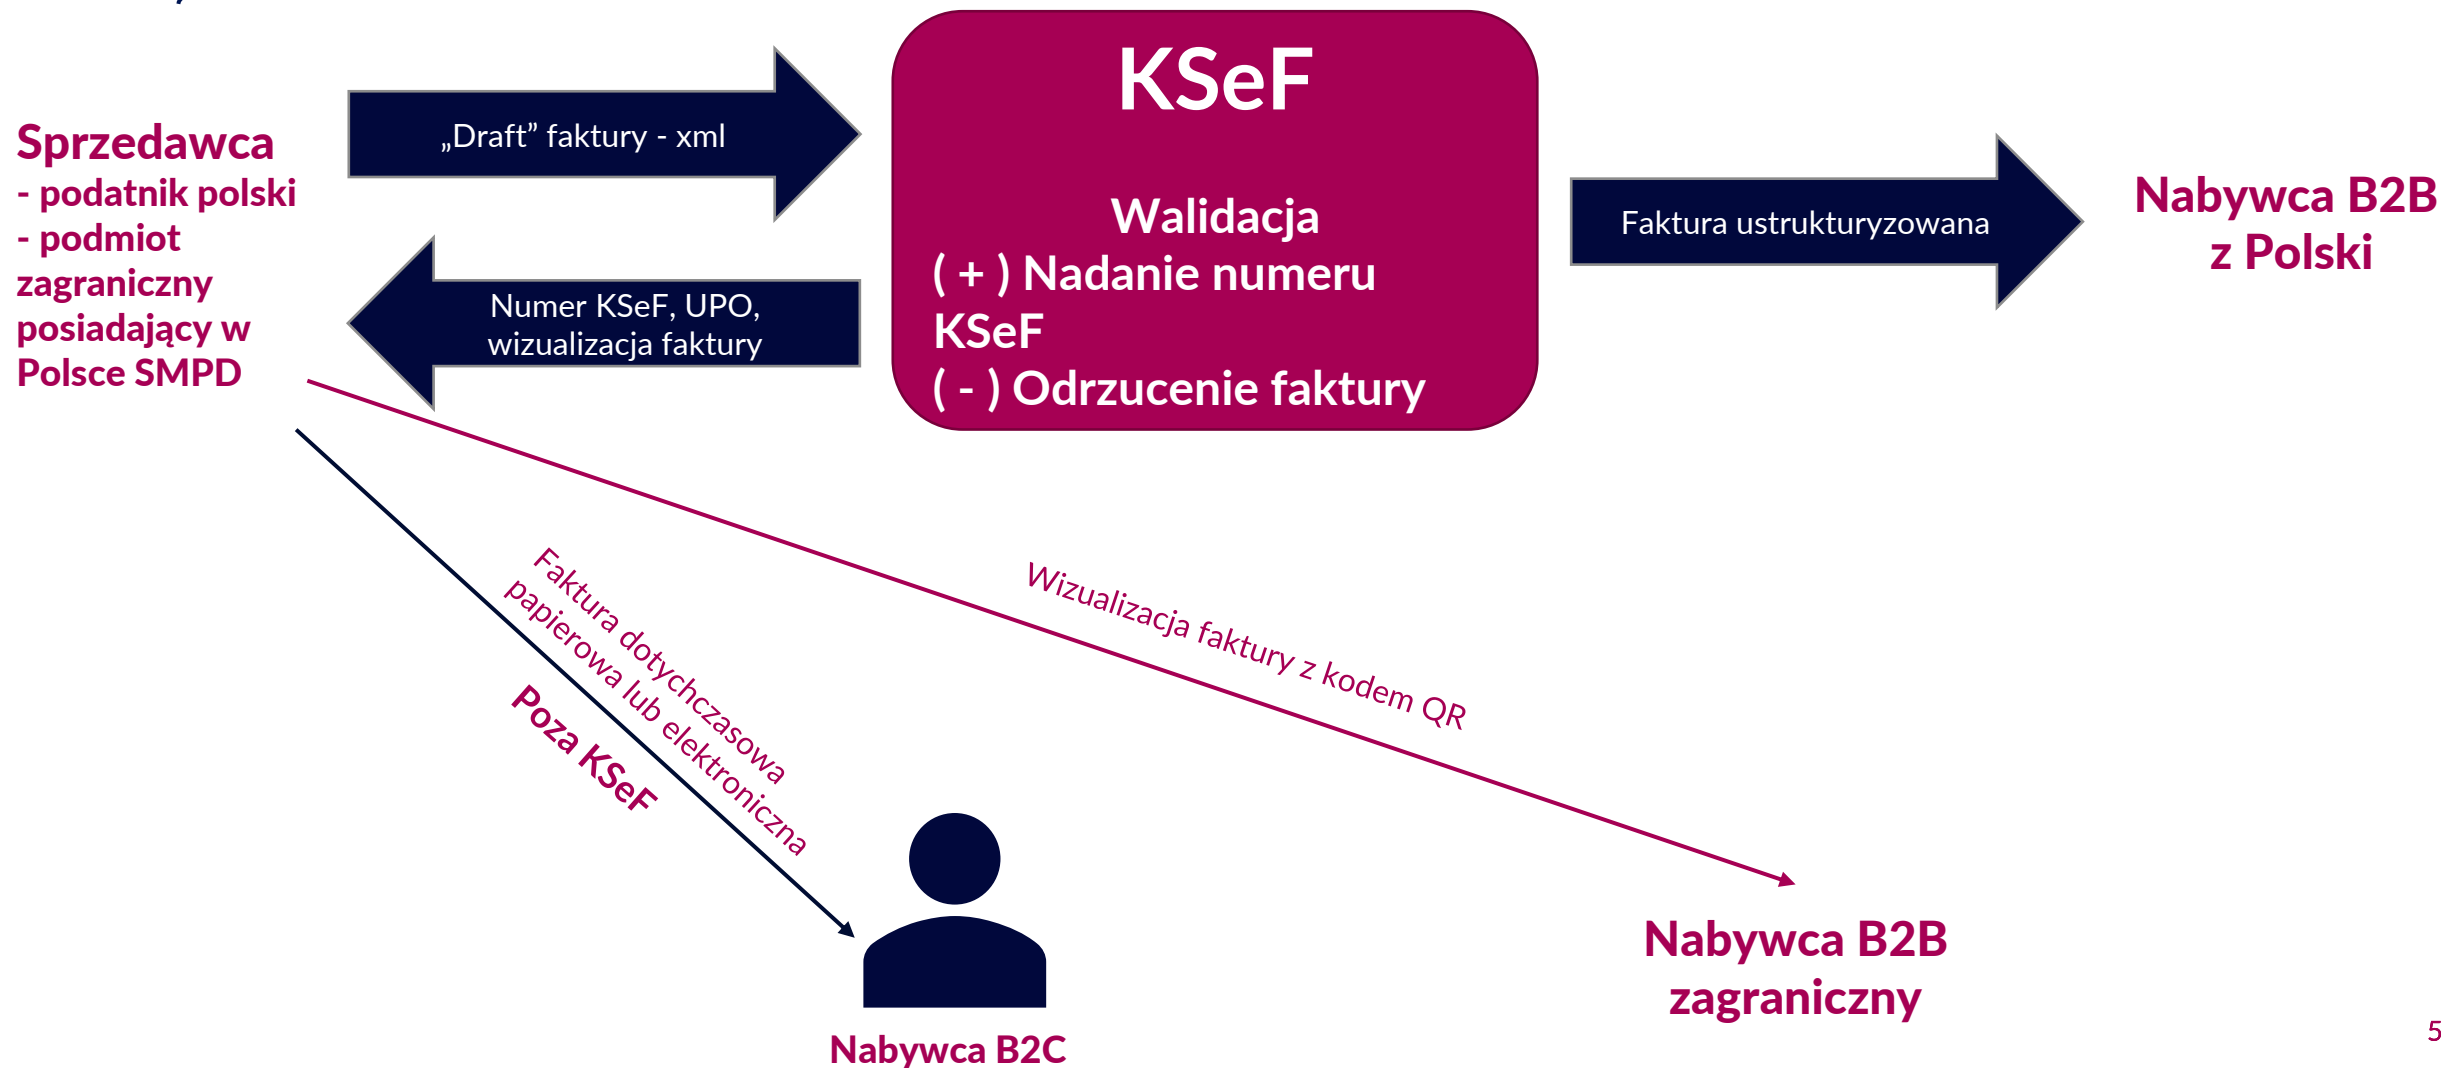 KSeF
Walidacja
( + ) Nadanie numeru
KSeF
( - ) Odrzucenie faktury
Sprzedawca
- podatnik polski
- podmiot
zagraniczny
posiadający w
Polsce SMPD
„Draft” faktury - xml
Numer KSeF, UPO,
wizualizacja faktury
Faktura ustrukturyzowana
Nabywca B2B
z Polski
Wizualizacja faktury z kodem QR
Faktura dotychczasowa
papierowa lub elektroniczna
Poza KSeF
Nabywca B2C
Nabywca B2B
zagraniczny
5